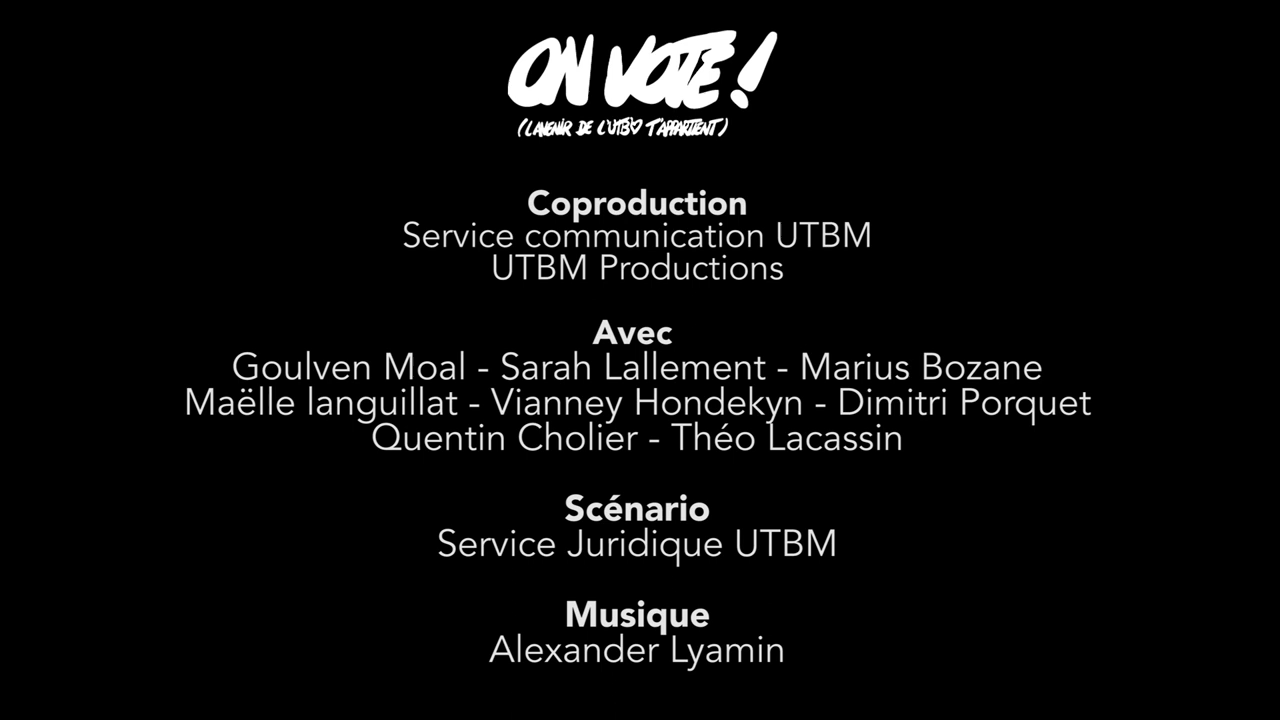 ON VOTE !
(L'AVENIR DE L'UTBM T'APPARTIENT)
Coproduction
Service communication UTBM
UTBM Productions
Avec
Goulven Moal - Sarah Lallement - Marius Bozane
Maëlle languillat - Vianney Hondekyn - Dimitri Porquet
Quentin Cholier - Théo Lacassin
Scénario
Service Juridique UTBM
Musique
Alexander Lyamin